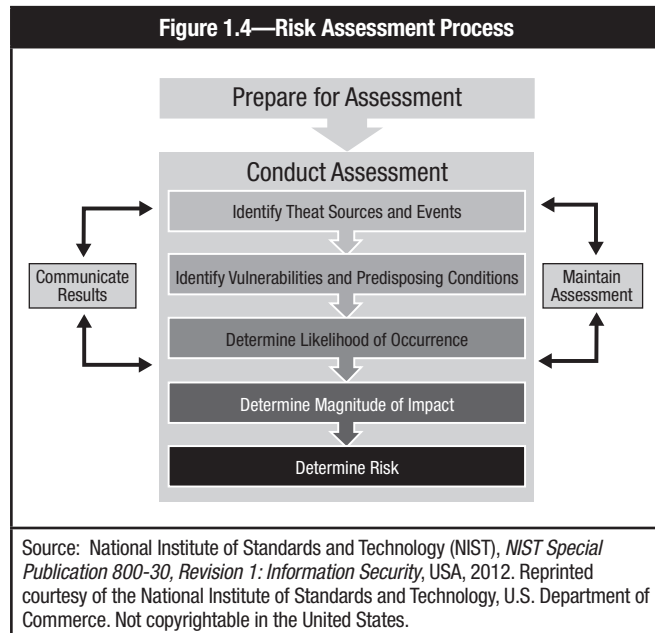 Figure 1.4—Risk Assessment Process
Prepare for Assessment
Conduct Assessment
Identify Theat Sources and Events
Identify Vulnerabilities and Predisposing Conditions
Determine Likelihood of Occurrence
Determine Magnitude of Impact
Determine Risk
Communicate
Results
Maintain
Assessment
Source: National Institute of Standards and Technology (NIST), NIST Special
Publication 800-30, Revision 1: Information Security, USA, 2012. Reprinted
courtesy of the National Institute of Standards and Technology, U.S. Department of
Commerce. Not copyrightable in the United States.